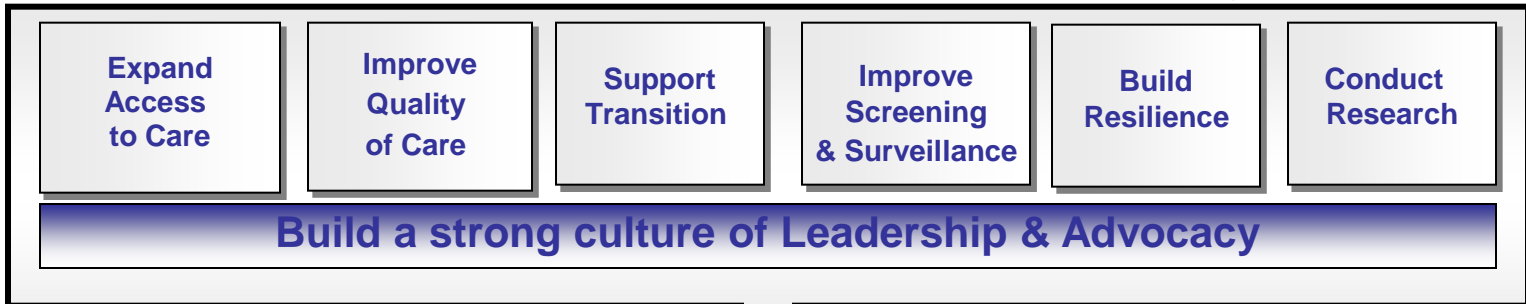 Expand
Access
to Care
Improve
Quality
of Care
Support
Transition
Improve
Screening
& Surveillance
Build
Resilience
Conduct
Research
Build a strong culture of Leadership & Advocacy